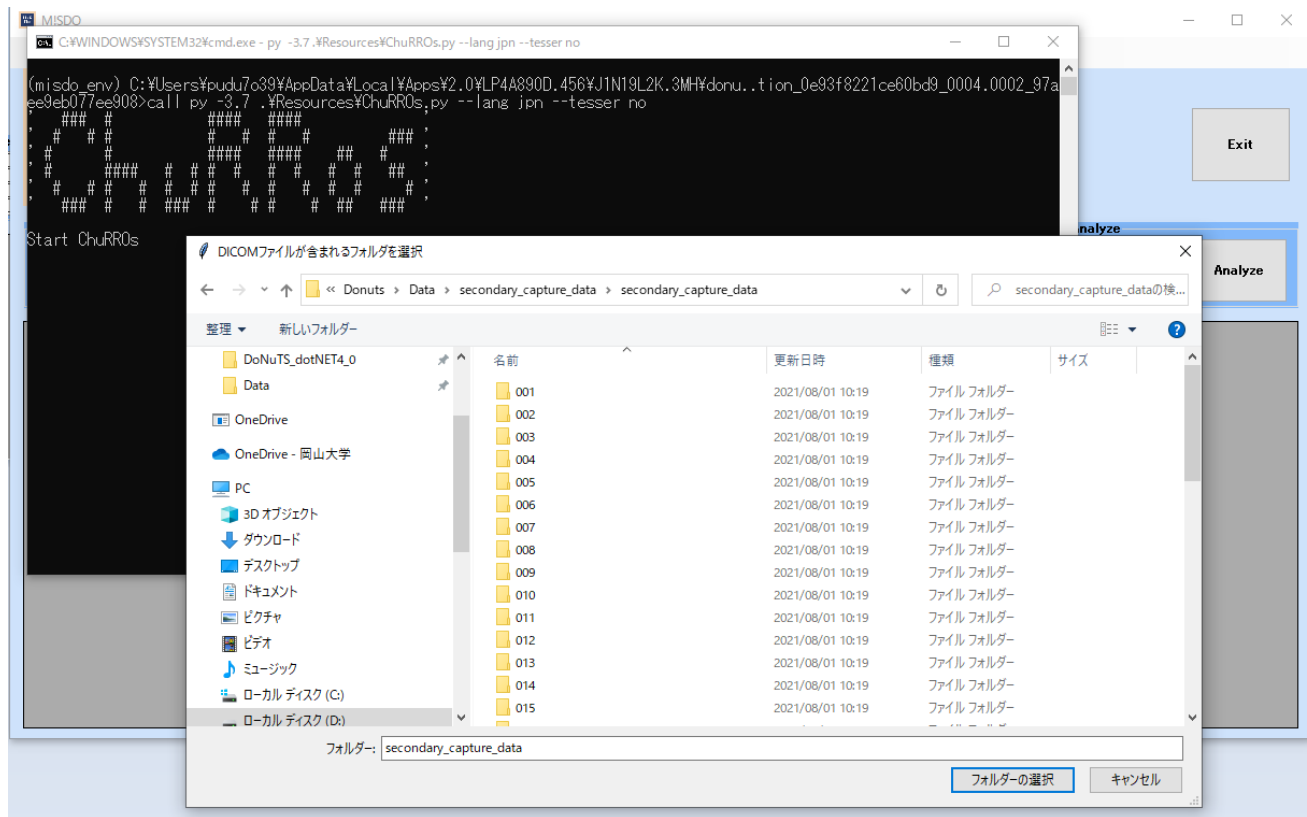 MISDO
C:¥WINDOWS¥SYSTEM32¥cmd.exe - py -3.7 .¥Resources¥ChuRROs.py --lang jpn --tesser no
(misdo_env) C:¥Users¥pudu7o39¥AppData¥Local¥Apps¥2.0¥LP4A890D.456¥J1N19L2K.3MH¥donu..tion_0e93f8221ce60bd9_0004.0002_97a
ee9eb077ee908>call py -3.7 .¥Resources¥ChuRROs.py --lang jpn --tesser no
ChuRROs
Start ChuRROs
Exit
nalyze
Analyze
DICOMファイルが含まれるフォルダを選択
« Donuts › Data › secondary_capture_data › secondary_capture_data
secondary_capture_dataの検...
整理 新しいフォルダー
DoNuTS_dotNET4_0
Data
OneDrive
OneDrive - 岡山大学
PC
3D オブジェクト
ダウンロード
デスクトップ
ドキュメント
ピクチャ
ビデオ
ミュージック
ローカル ディスク (C:)
ローカル ディスク (D:)
名前 更新日時 種類 サイズ
001 2021/08/01 10:19 ファイル フォルダー
002 2021/08/01 10:19 ファイル フォルダー
003 2021/08/01 10:19 ファイル フォルダー
004 2021/08/01 10:19 ファイル フォルダー
005 2021/08/01 10:19 ファイル フォルダー
006 2021/08/01 10:19 ファイル フォルダー
007 2021/08/01 10:19 ファイル フォルダー
008 2021/08/01 10:19 ファイル フォルダー
009 2021/08/01 10:19 ファイル フォルダー
010 2021/08/01 10:19 ファイル フォルダー
011 2021/08/01 10:19 ファイル フォルダー
012 2021/08/01 10:19 ファイル フォルダー
013 2021/08/01 10:19 ファイル フォルダー
014 2021/08/01 10:19 ファイル フォルダー
015 2021/08/01 10:19 ファイル フォルダー
フォルダー: secondary_capture_data
フォルダーの選択 キャンセル